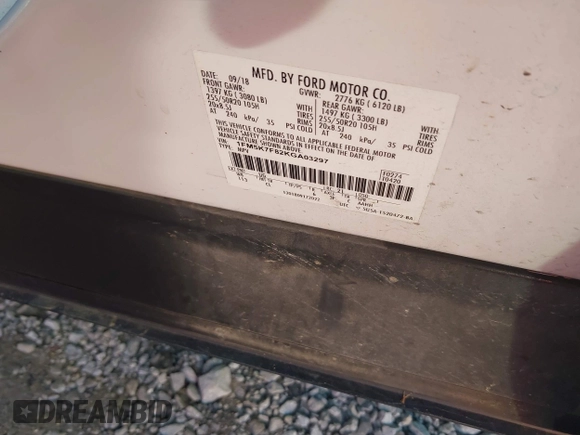 MFD. BY FORD MOTOR CO.
DATE: 09/18 GVWR: 2776 KG ( 6120 LB)
FRONT GAWR: REAR GAWR:
1397 KG ( 3080 LB) WITH 1497 KG ( 3300 LB) WITH
255/50R20 105H TIRES 255/50R20 105H TIRES
20x8.5J RIMS 20x8.5J RIMS
AT 240 kPa/ 35 PSI COLD AT 240 kPa/ 35 PSI COLD
THIS VEHICLE CONFORMS TO ALL APPLICABLE FEDERAL MOTOR
VEHICLE SAFETY STANDARDS IN EFFECT ON THE DATE OF
MANUFACTURE SHOWN ABOVE.
VIN: 1FM5K7F82KGA03297
TYPE: MPV
F0274
T0420
UTC
DREAMBID